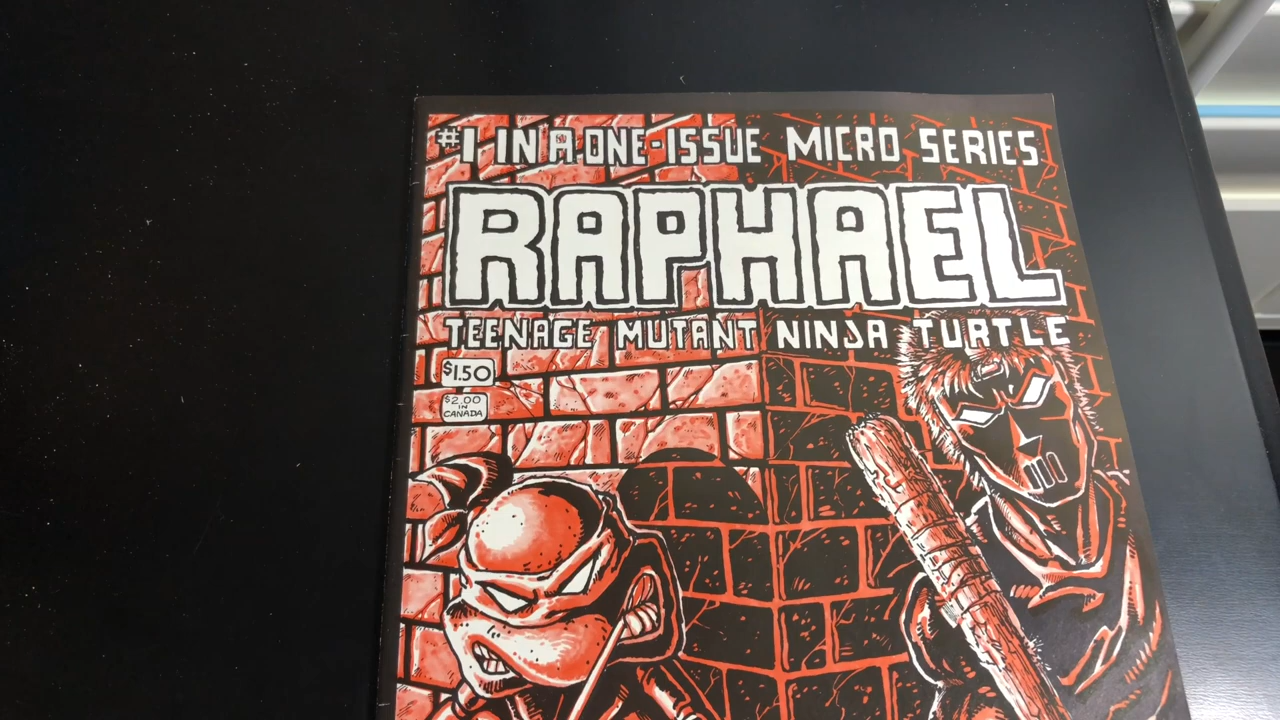 #1 IN A ONE-ISSUE MICRO SERIES
RAPHAEL
TEENAGE MUTANT NINJA TURTLE
$1.50
$2.00
IN
CANADA